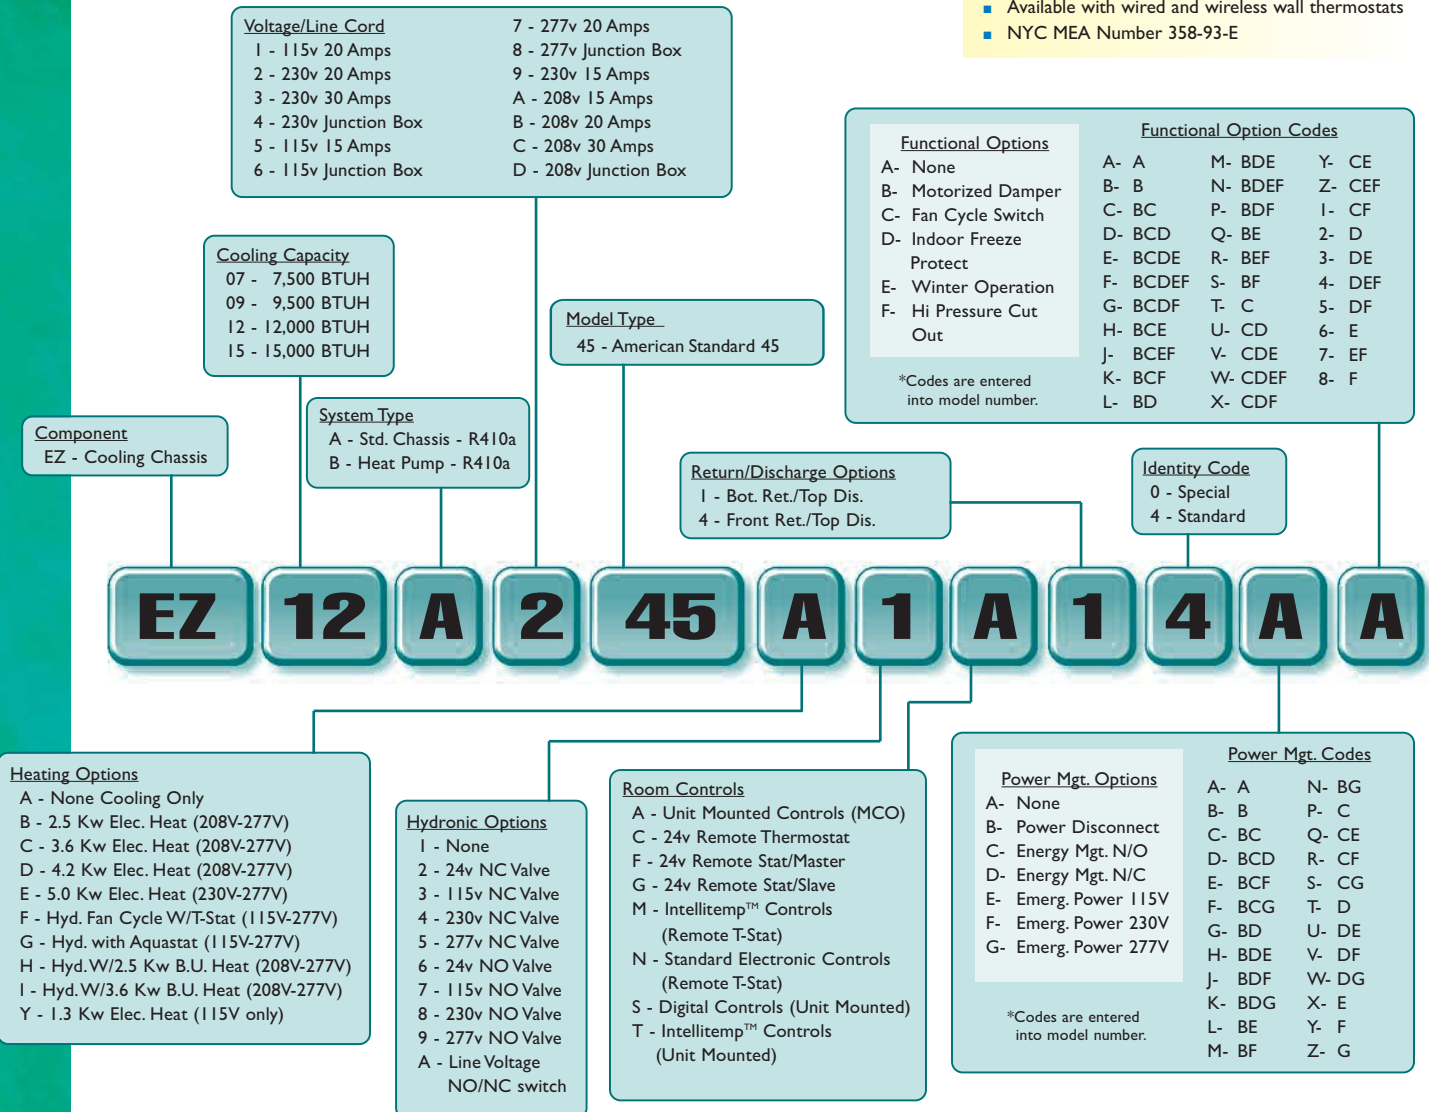 Available with wired and wireless wall thermostats
NYC MEA Number 358-93-E
Voltage/Line Cord
1 - 115v 20 Amps
2 - 230v 20 Amps
3 - 230v 30 Amps
4 - 230v Junction Box
5 - 115v 15 Amps
6 - 115v Junction Box
7 - 277v 20 Amps
8 - 277v Junction Box
9 - 230v 15 Amps
A - 208v 15 Amps
B - 208v 20 Amps
C - 208v 30 Amps
D - 208v Junction Box
Functional Options
A- None
B- Motorized Damper
C- Fan Cycle Switch
D- Indoor Freeze
Protect
E- Winter Operation
F- Hi Pressure Cut
Out
*Codes are entered
into model number.
Functional Option Codes
A- A
B- B
C- BC
D- BCD
E- BCDE
F- BCDEF
G- BCDF
H- BCE
J- BCEF
K- BCF
L- BD
M- BDE
N- BDEF
P- BDF
Q- BE
R- BEF
S- BF
T- C
U- CD
V- CDE
W- CDEF
X- CDF
Y- CE
Z- CEF
1- CF
2- D
3- DE
4- DEF
5- DF
6- E
7- EF
8- F
Cooling Capacity
07 - 7,500 BTUH
09 - 9,500 BTUH
12 - 12,000 BTUH
15 - 15,000 BTUH
Model Type
45 - American Standard 45
Component
EZ - Cooling Chassis
System Type
A - Std. Chassis - R410a
B - Heat Pump - R410a
Return/Discharge Options
1 - Bot. Ret./Top Dis.
4 - Front Ret./Top Dis.
Identity Code
0 - Special
4 - Standard
EZ 12 A 2 45 A 1 A 1 4 A A
Heating Options
A - None Cooling Only
B - 2.5 Kw Elec. Heat (208V-277V)
C - 3.6 Kw Elec. Heat (208V-277V)
D - 4.2 Kw Elec. Heat (208V-277V)
E - 5.0 Kw Elec. Heat (230V-277V)
F - Hyd. Fan Cycle W/T-Stat (115V-277V)
G - Hyd. with Aquastat (115V-277V)
H - Hyd. W/2.5 Kw B.U. Heat (208V-277V)
I - Hyd. W/3.6 Kw B.U. Heat (208V-277V)
Y - 1.3 Kw Elec. Heat (115V only)
Hydronic Options
1 - None
2 - 24v NC Valve
3 - 115v NC Valve
4 - 230v NC Valve
5 - 277v NC Valve
6 - 24v NO Valve
7 - 115v NO Valve
8 - 230v NO Valve
9 - 277v NO Valve
A - Line Voltage
NO/NC switch
Room Controls
A - Unit Mounted Controls (MCO)
C - 24v Remote Thermostat
F - 24v Remote Stat/Master
G - 24v Remote Stat/Slave
M - Intellitemp™ Controls
(Remote T-Stat)
N - Standard Electronic Controls
(Remote T-Stat)
S - Digital Controls (Unit Mounted)
T - Intellitemp™ Controls
(Unit Mounted)
Power Mgt. Options
A- None
B- Power Disconnect
C- Energy Mgt. N/O
D- Energy Mgt. N/C
E- Emerg. Power 115V
F- Emerg. Power 230V
G- Emerg. Power 277V
*Codes are entered
into model number.
Power Mgt. Codes
A- A
B- B
C- BC
D- BCD
E- BCF
F- BCG
G- BD
H- BDE
J- BDF
K- BDG
L- BE
M- BF
N- BG
P- C
Q- CE
R- CF
S- CG
T- D
U- DE
V- DF
W- DG
X- E
Y- F
Z- G